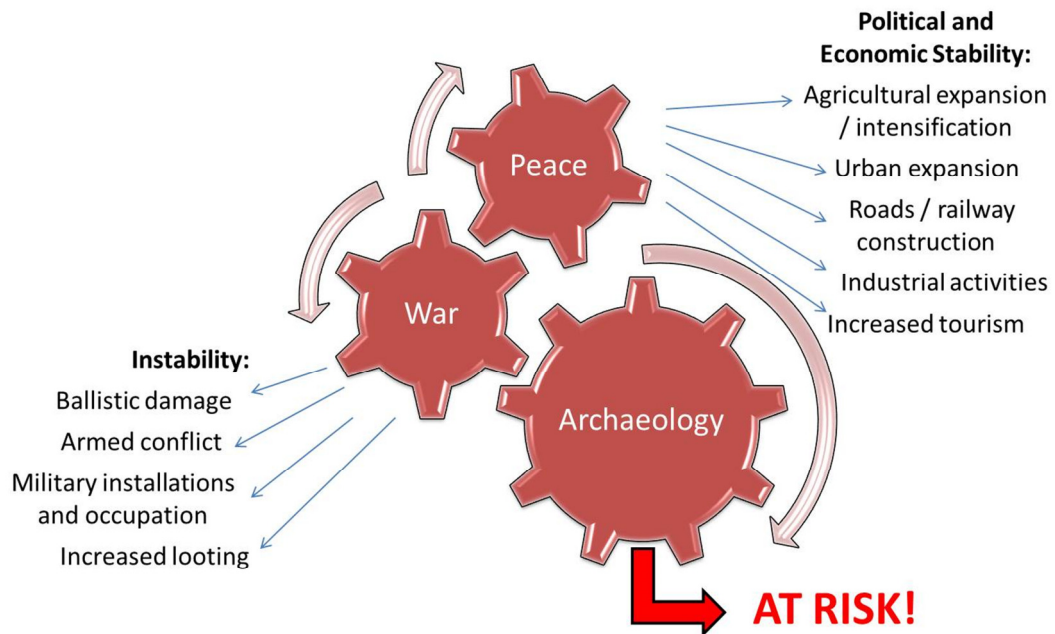 Political and
Economic Stability:
Agricultural expansion
/ intensification
Urban expansion
Roads / railway
construction
Industrial activities
Increased tourism
Peace
War
Archaeology
Instability:
Ballistic damage
Armed conflict
Military installations
and occupation
Increased looting
AT RISK!